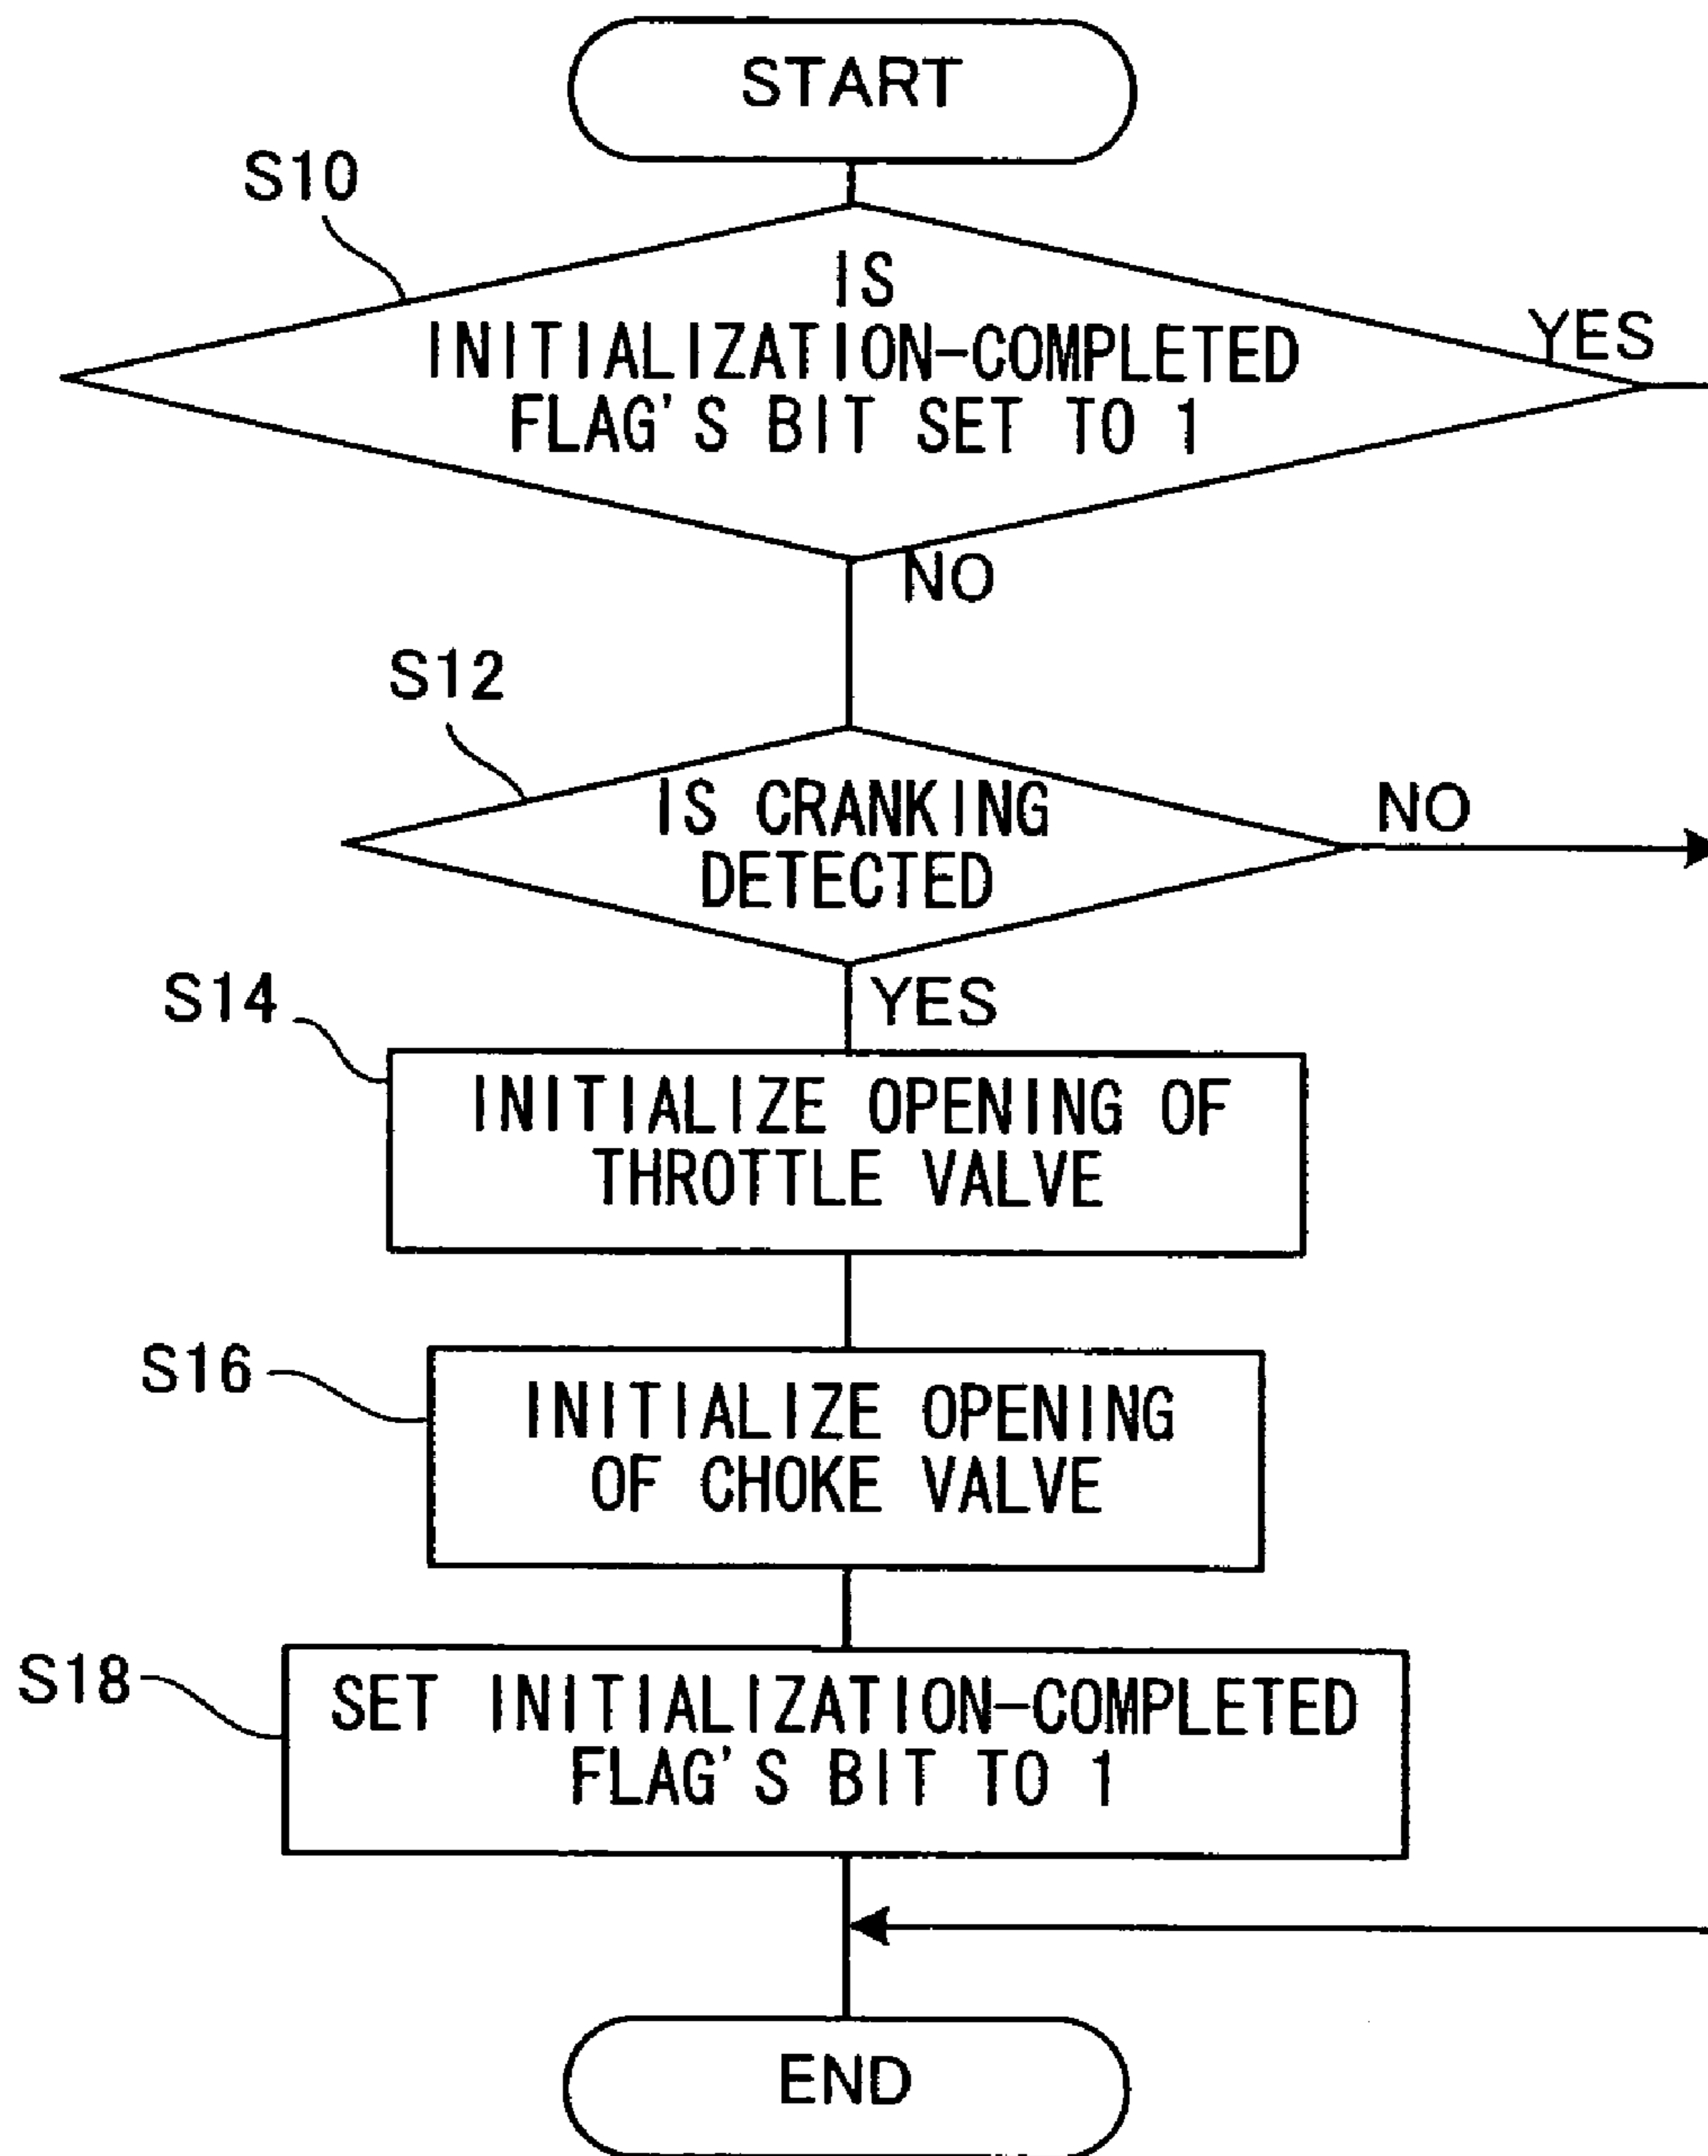 START
S10
IS
INITIALIZATION-COMPLETED
FLAG'S BIT SET TO 1
YES
NO
S12
IS CRANKING
DETECTED
NO
YES
S14
INITIALIZE OPENING OF
THROTTLE VALVE
S16
INITIALIZE OPENING
OF CHOKE VALVE
S18
SET INITIALIZATION-COMPLETED
FLAG'S BIT TO 1
END